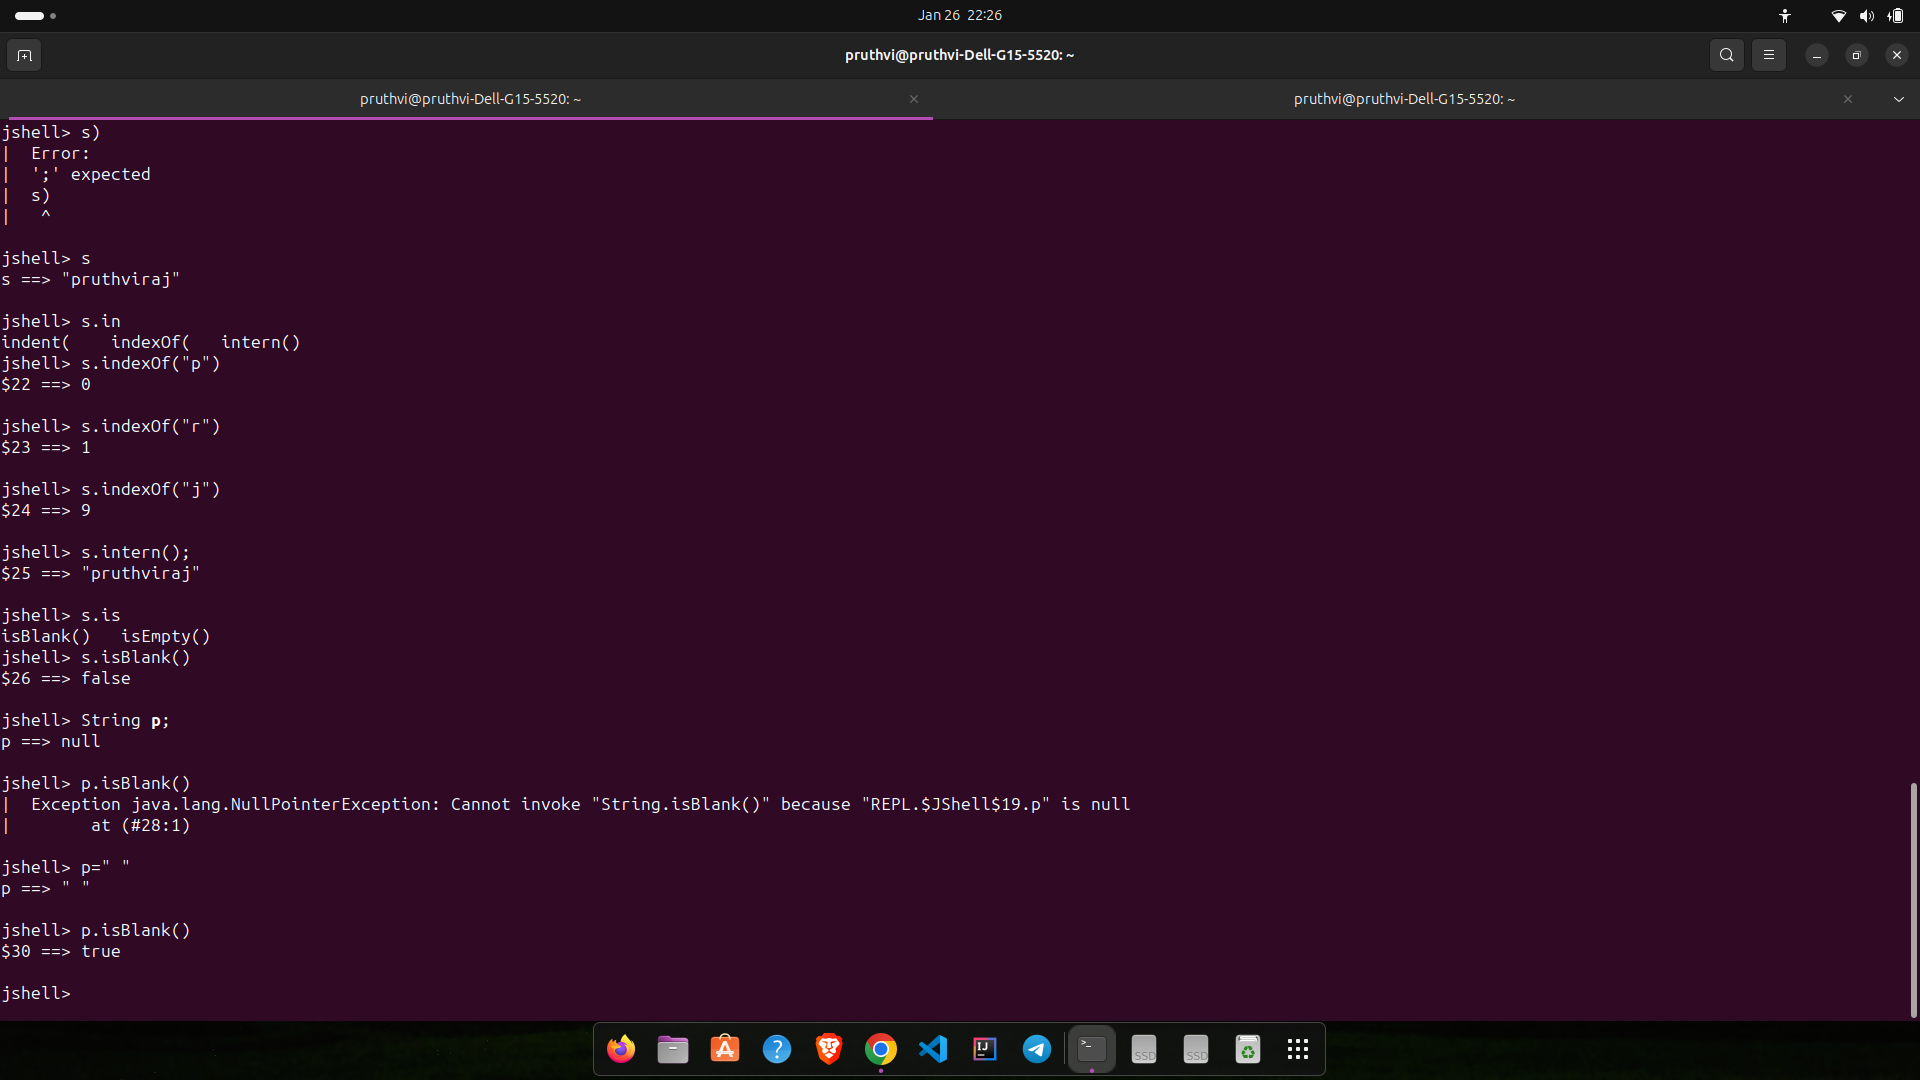 Jan 26 22:26
pruthvi@pruthvi-Dell-G15-5520: ~
pruthvi@pruthvi-Dell-G15-5520: ~
pruthvi@pruthvi-Dell-G15-5520: ~
jshell> s)
|  Error:
|  ';' expected
|  s)
|   ^
jshell> s
s ==> "pruthviraj"
jshell> s.in
indent(    indexOf(   intern()
jshell> s.indexOf("p")
$22 ==> 0
jshell> s.indexOf("r")
$23 ==> 1
jshell> s.indexOf("j")
$24 ==> 9
jshell> s.intern();
$25 ==> "pruthviraj"
jshell> s.is
isBlank()   isEmpty()
jshell> s.isBlank()
$26 ==> false
jshell> String p;
p ==> null
jshell> p.isBlank()
|  Exception java.lang.NullPointerException: Cannot invoke "String.isBlank()" because "REPL.$JShell$19.p" is null
|        at (#28:1)
jshell> p=" "
p ==> " "
jshell> p.isBlank()
$30 ==> true
jshell>
IJ
SSD
SSD